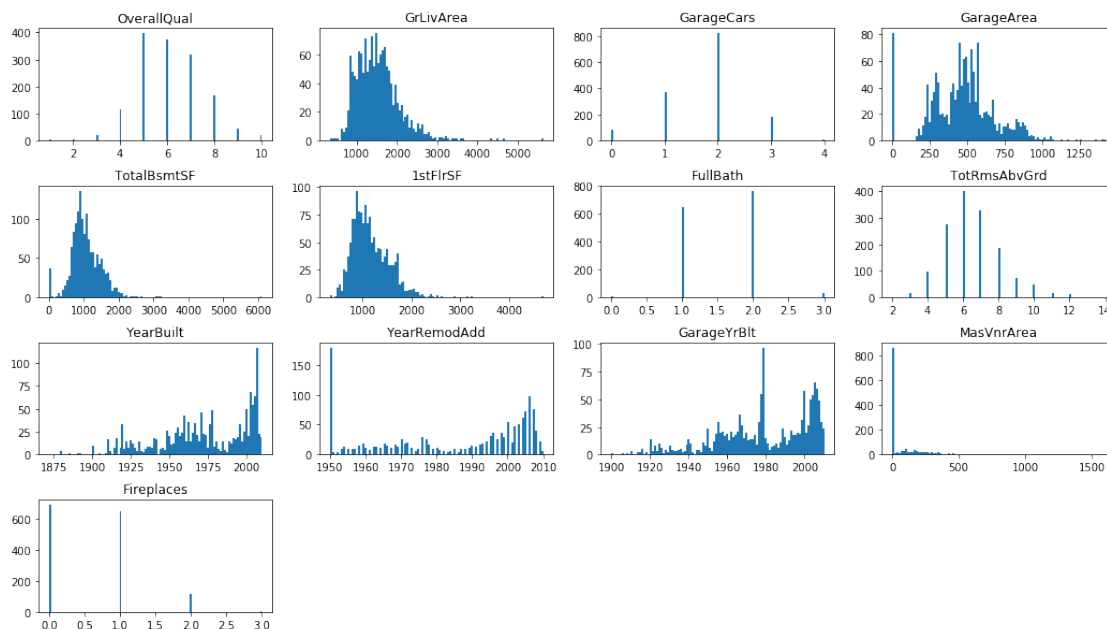 OverallQual
400
300
200
100
0
2 4 6 8 10
GrLivArea
60
40
20
0
1000 2000 3000 4000 5000
GarageCars
800
600
400
200
0
0 1 2 3 4
GarageArea
80
60
40
20
0
0 250 500 750 1000 1250
TotalBsmtSF
100
50
0
0 1000 2000 3000 4000 5000 6000
1stFlrSF
100
75
50
25
0
1000 2000 3000 4000
FullBath
800
600
400
200
0
0.0 0.5 1.0 1.5 2.0 2.5 3.0
TotRmsAbvGrd
400
300
200
100
0
2 4 6 8 10 12 14
YearBuilt
100
75
50
25
0
1875 1900 1925 1950 1975 2000
YearRemodAdd
150
100
50
0
1950 1960 1970 1980 1990 2000 2010
GarageYrBlt
100
75
50
25
0
1900 1920 1940 1960 1980 2000
MasVnrArea
800
600
400
200
0
0 500 1000 1500
Fireplaces
600
400
200
0
0.0 0.5 1.0 1.5 2.0 2.5 3.0